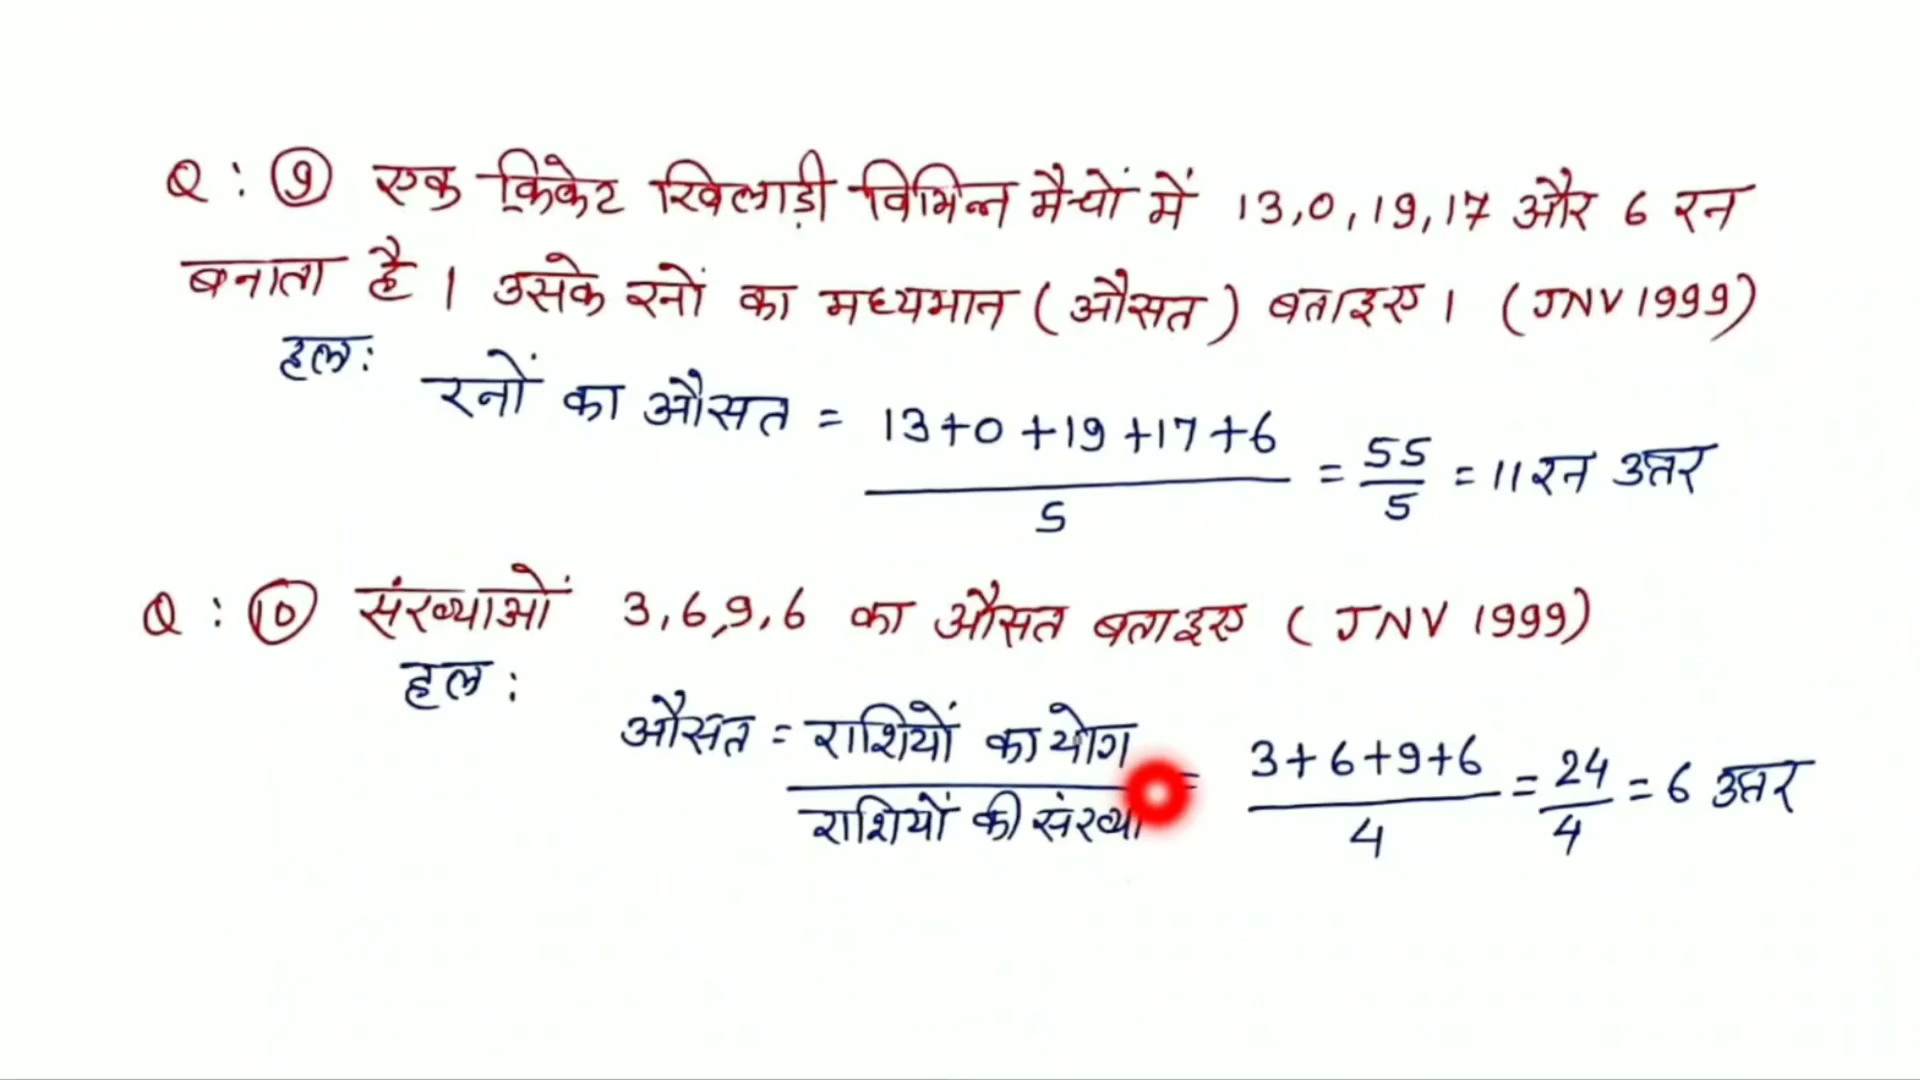 Q : ⑨ एक क्रिकेट खिलाड़ी विभिन्न मैचों में 13,0,19,17 और 6 रन
बनाता है । उसके रनों का मध्यमान (औसत) बताइए । (JNV 1999)
हल:
रनों का औसत = 13+0+19+17+6 / 5 = 55/5 = 11 रन उत्तर
Q : ⑩ संख्याओं 3,6,9,6 का औसत बताइए (JNV 1999)
हल :
औसत = राशियों का योग / राशियों की संख्या = 3+6+9+6 / 4 = 24/4 = 6 उत्तर